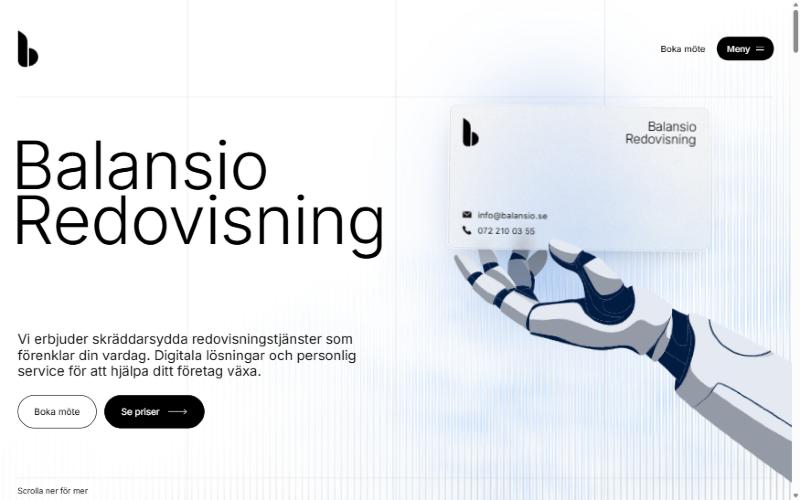 Boka möte
Meny
Balansio
Redovisning
Balansio
Redovisning
info@balansio.se
072 210 03 55
Vi erbjuder skräddarsydda redovisningstjänster som
förenklar din vardag. Digitala lösningar och personlig
service för att hjälpa ditt företag växa.
Boka möte
Se priser
Scrolla ner för mer